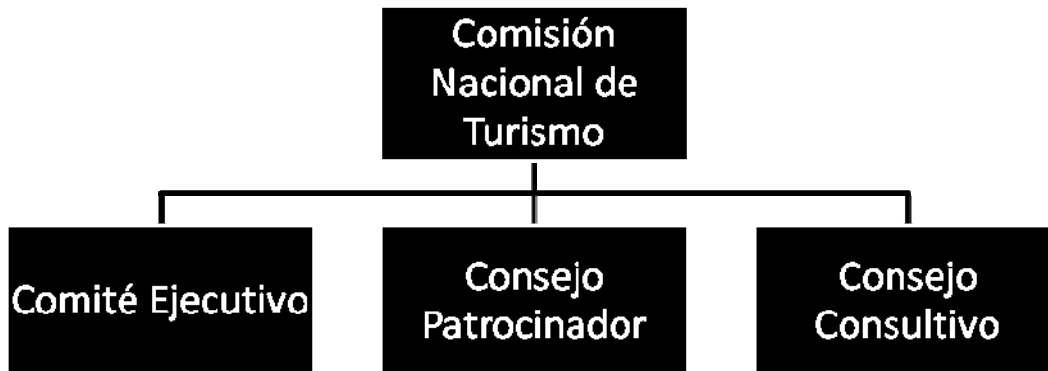 Comisión
Nacional de
Turismo
Comité Ejecutivo
Consejo
Patrocinador
Consejo
Consultivo